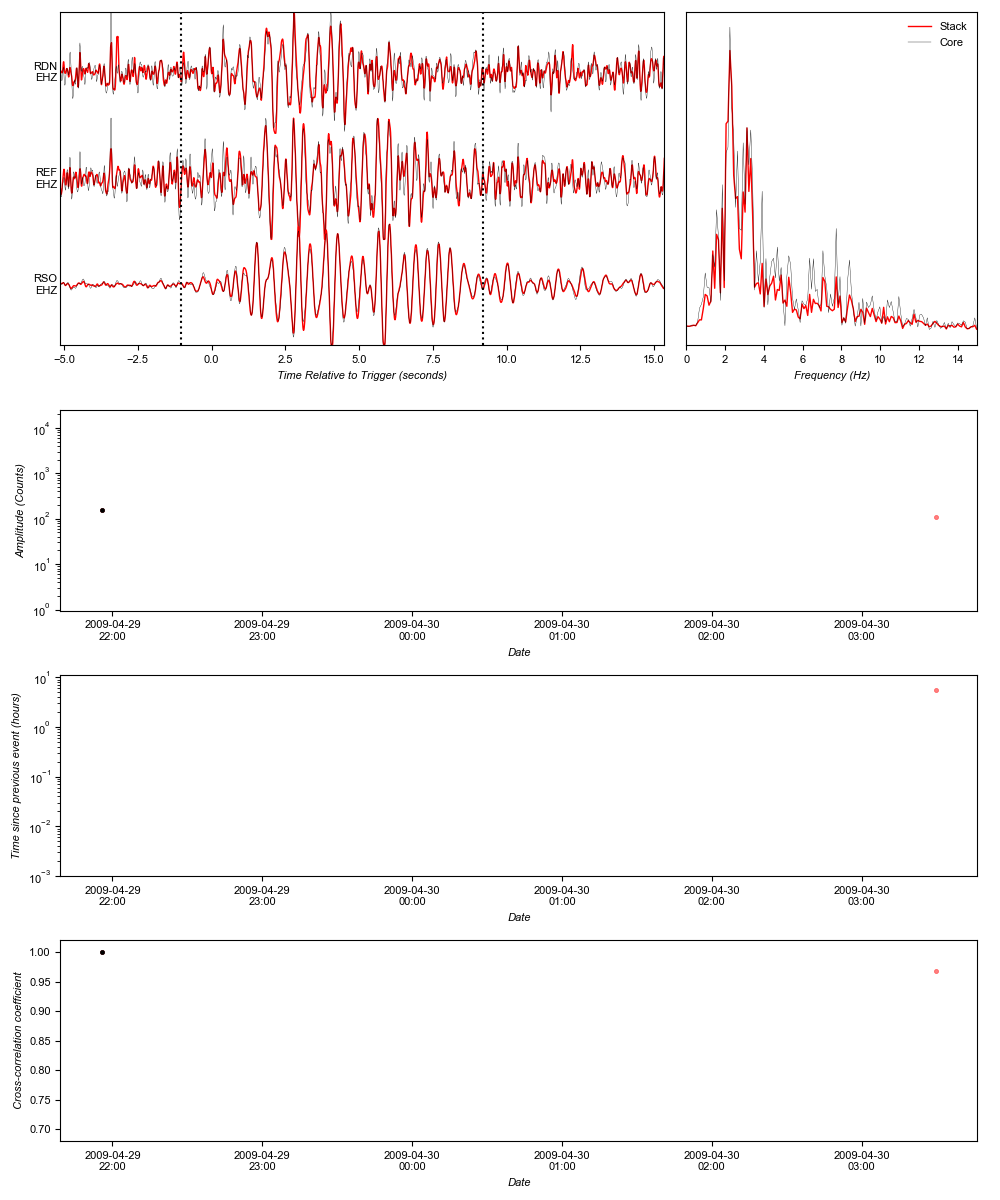 RDN
EHZ
REF
EHZ
RSO
EHZ
−5.0 −2.5 0.0 2.5 5.0 7.5 10.0 12.5 15.0
Time Relative to Trigger (seconds)
Stack
Core
0 2 4 6 8 10 12 14
Frequency (Hz)
10⁴
10³
10²
10¹
10⁰
Amplitude (Counts)
2009-04-29 2009-04-29 2009-04-30 2009-04-30 2009-04-30 2009-04-30
22:00 23:00 00:00 01:00 02:00 03:00
Date
10¹
10⁰
10⁻¹
10⁻²
10⁻³
Time since previous event (hours)
2009-04-29 2009-04-29 2009-04-30 2009-04-30 2009-04-30 2009-04-30
22:00 23:00 00:00 01:00 02:00 03:00
Date
1.00
0.95
0.90
0.85
0.80
0.75
0.70
Cross-correlation coefficient
2009-04-29 2009-04-29 2009-04-30 2009-04-30 2009-04-30 2009-04-30
22:00 23:00 00:00 01:00 02:00 03:00
Date